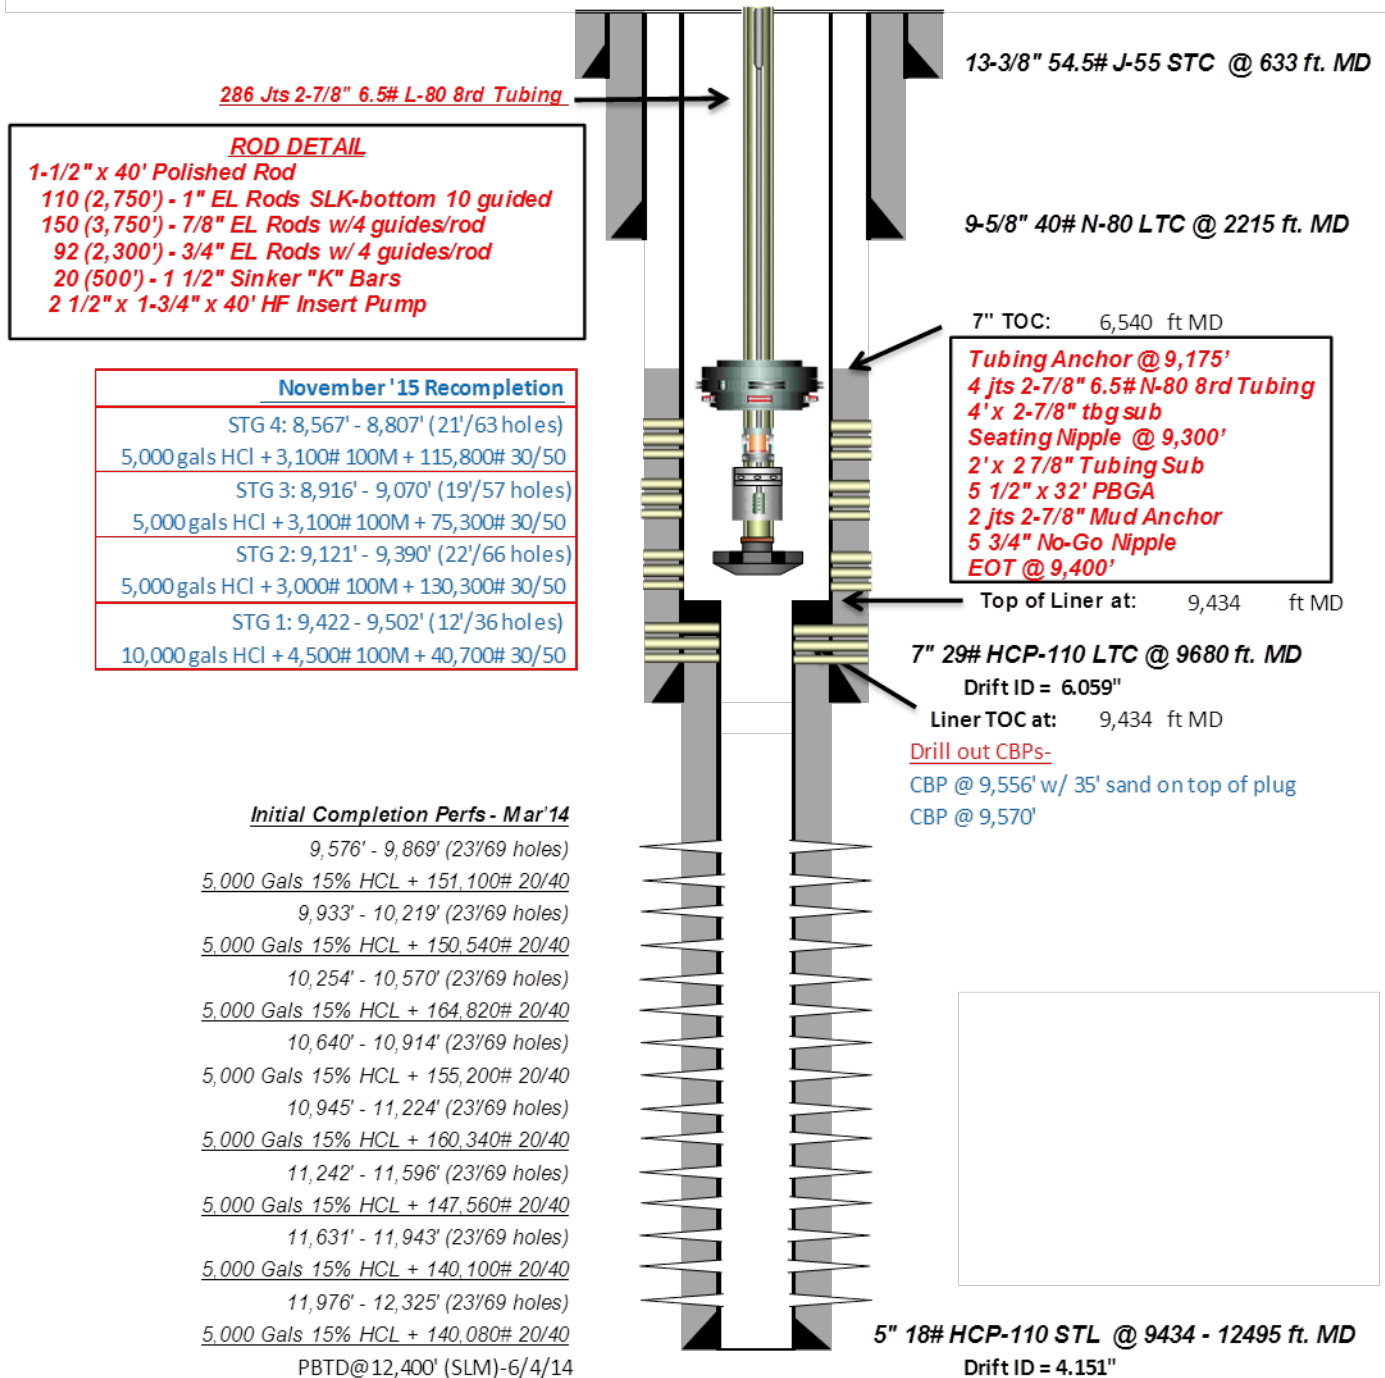 13-3/8" 54.5# J-55 STC @ 633 ft. MD
286 Jts 2-7/8" 6.5# L-80 8rd Tubing
ROD DETAIL
1-1/2" x 40' Polished Rod
110 (2,750') - 1" EL Rods SLK-bottom 10 guided
150 (3,750') - 7/8" EL Rods w/4 guides/rod
92 (2,300') - 3/4" EL Rods w/ 4 guides/rod
20 (500') - 1 1/2" Sinker "K" Bars
2 1/2" x 1-3/4" x 40' HF Insert Pump
9-5/8" 40# N-80 LTC @ 2215 ft. MD
7" TOC: 6,540 ft MD
Tubing Anchor @ 9,175'
4 jts 2-7/8" 6.5# N-80 8rd Tubing
4' x 2-7/8" tbg sub
Seating Nipple @ 9,300'
2' x 2 7/8" Tubing Sub
5 1/2" x 32' PBGA
2 jts 2-7/8" Mud Anchor
5 3/4" No-Go Nipple
EOT @ 9,400'
November '15 Recompletion
STG 4: 8,567' - 8,807' (21'/63 holes)
5,000 gals HCl + 3,100# 100M + 115,800# 30/50
STG 3: 8,916' - 9,070' (19'/57 holes)
5,000 gals HCl + 3,100# 100M + 75,300# 30/50
STG 2: 9,121' - 9,390' (22'/66 holes)
5,000 gals HCl + 3,000# 100M + 130,300# 30/50
STG 1: 9,422 - 9,502' (12'/36 holes)
10,000 gals HCl + 4,500# 100M + 40,700# 30/50
Top of Liner at: 9,434 ft MD
7" 29# HCP-110 LTC @ 9680 ft. MD
Drift ID = 6.059"
Liner TOC at: 9,434 ft MD
Drill out CBPs-
CBP @ 9,556' w/ 35' sand on top of plug
CBP @ 9,570'
Initial Completion Perfs - Mar'14
9,576' - 9,869' (23'/69 holes)
5,000 Gals 15% HCL + 151,100# 20/40
9,933' - 10,219' (23'/69 holes)
5,000 Gals 15% HCL + 150,540# 20/40
10,254' - 10,570' (23'/69 holes)
5,000 Gals 15% HCL + 164,820# 20/40
10,640' - 10,914' (23'/69 holes)
5,000 Gals 15% HCL + 155,200# 20/40
10,945' - 11,224' (23'/69 holes)
5,000 Gals 15% HCL + 160,340# 20/40
11,242' - 11,596' (23'/69 holes)
5,000 Gals 15% HCL + 147,560# 20/40
11,631' - 11,943' (23'/69 holes)
5,000 Gals 15% HCL + 140,100# 20/40
11,976' - 12,325' (23'/69 holes)
5,000 Gals 15% HCL + 140,080# 20/40
PBTD@12,400' (SLM)-6/4/14
5" 18# HCP-110 STL @ 9434 - 12495 ft. MD
Drift ID = 4.151"